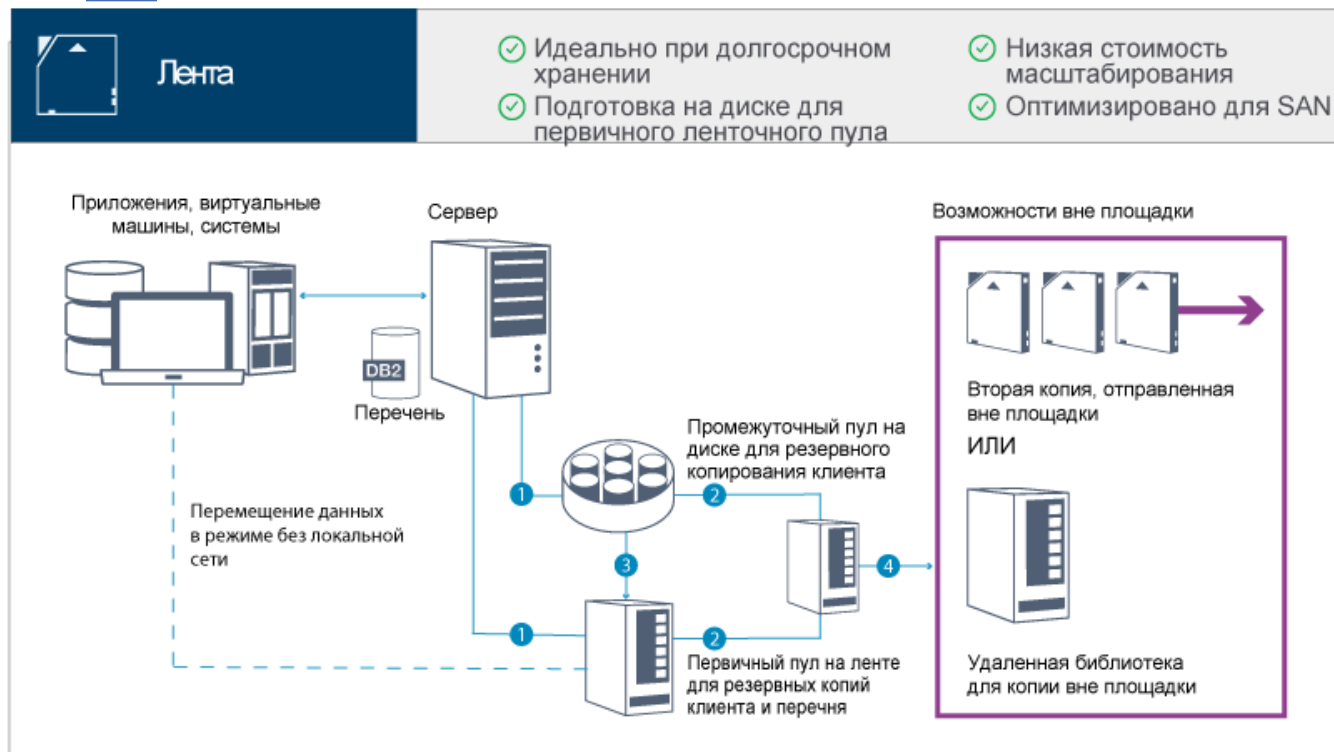 Лента
Идеально при долгосрочном
хранении
Подготовка на диске для
первичного ленточного пула
Низкая стоимость
масштабирования
Оптимизировано для SAN
Приложения, виртуальные
машины, системы
Сервер
DB2
Перечень
Возможности вне площадки
Вторая копия, отправленная
вне площадки
ИЛИ
Удаленная библиотека
для копии вне площадки
Промежуточный пул на
диске для резервного
копирования клиента
1
2
3
4
1
2
Перемещение данных
в режиме без локальной
сети
Первичный пул на ленте
для резервных копий
клиента и перечня